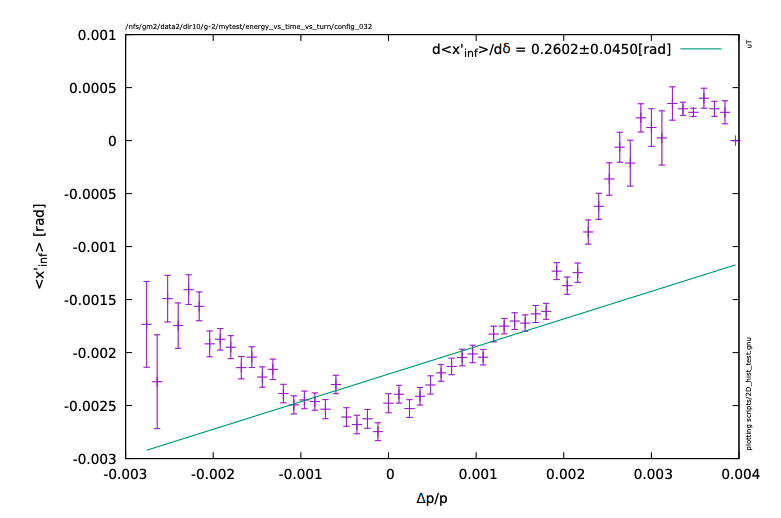 /nfs/gm2/data2/dlr10/g-2/mytest/energy_vs_time_vs_turn/config_032
d<x'inf>/dδ = 0.2602±0.0450[rad]
uT
0.001
0.0005
0
-0.0005
-0.001
-0.0015
-0.002
-0.0025
-0.003
<x'inf> [rad]
-0.003 -0.002 -0.001 0 0.001 0.002 0.003 0.004
Δp/p
plotting scripts/2D_hist_test.gnu